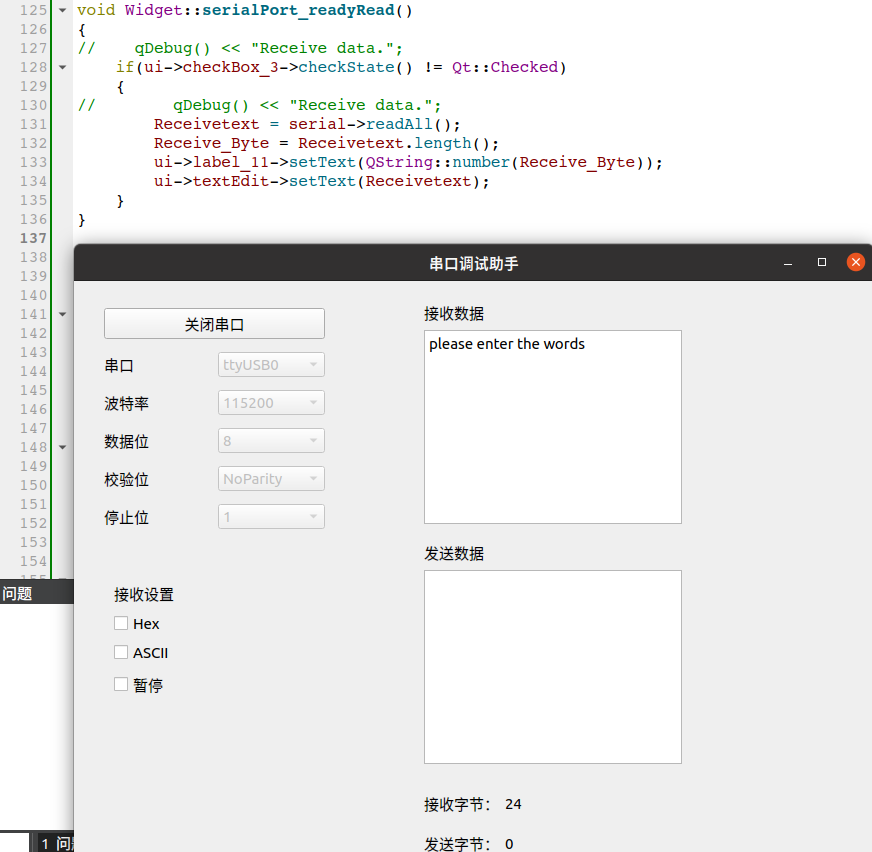 125 void Widget::serialPort_readyRead()
126 {
127 //    qDebug() << "Receive data.";
128     if(ui->checkBox_3->checkState() != Qt::Checked)
129     {
130 //        qDebug() << "Receive data.";
131         Receivetext = serial->readAll();
132         Receive_Byte = Receivetext.length();
133         ui->label_11->setText(QString::number(Receive_Byte));
134         ui->textEdit->setText(Receivetext);
135     }
136 }
137
138
139
140
141
142
143
144
145
146
147
148
149
150
151
152
153
154
155
问题
1 问
串口调试助手
关闭串口
串口 ttyUSB0
波特率 115200
数据位 8
校验位 NoParity
停止位 1
接收设置
Hex
ASCII
暂停
接收数据
please enter the words
发送数据
接收字节： 24
发送字节： 0